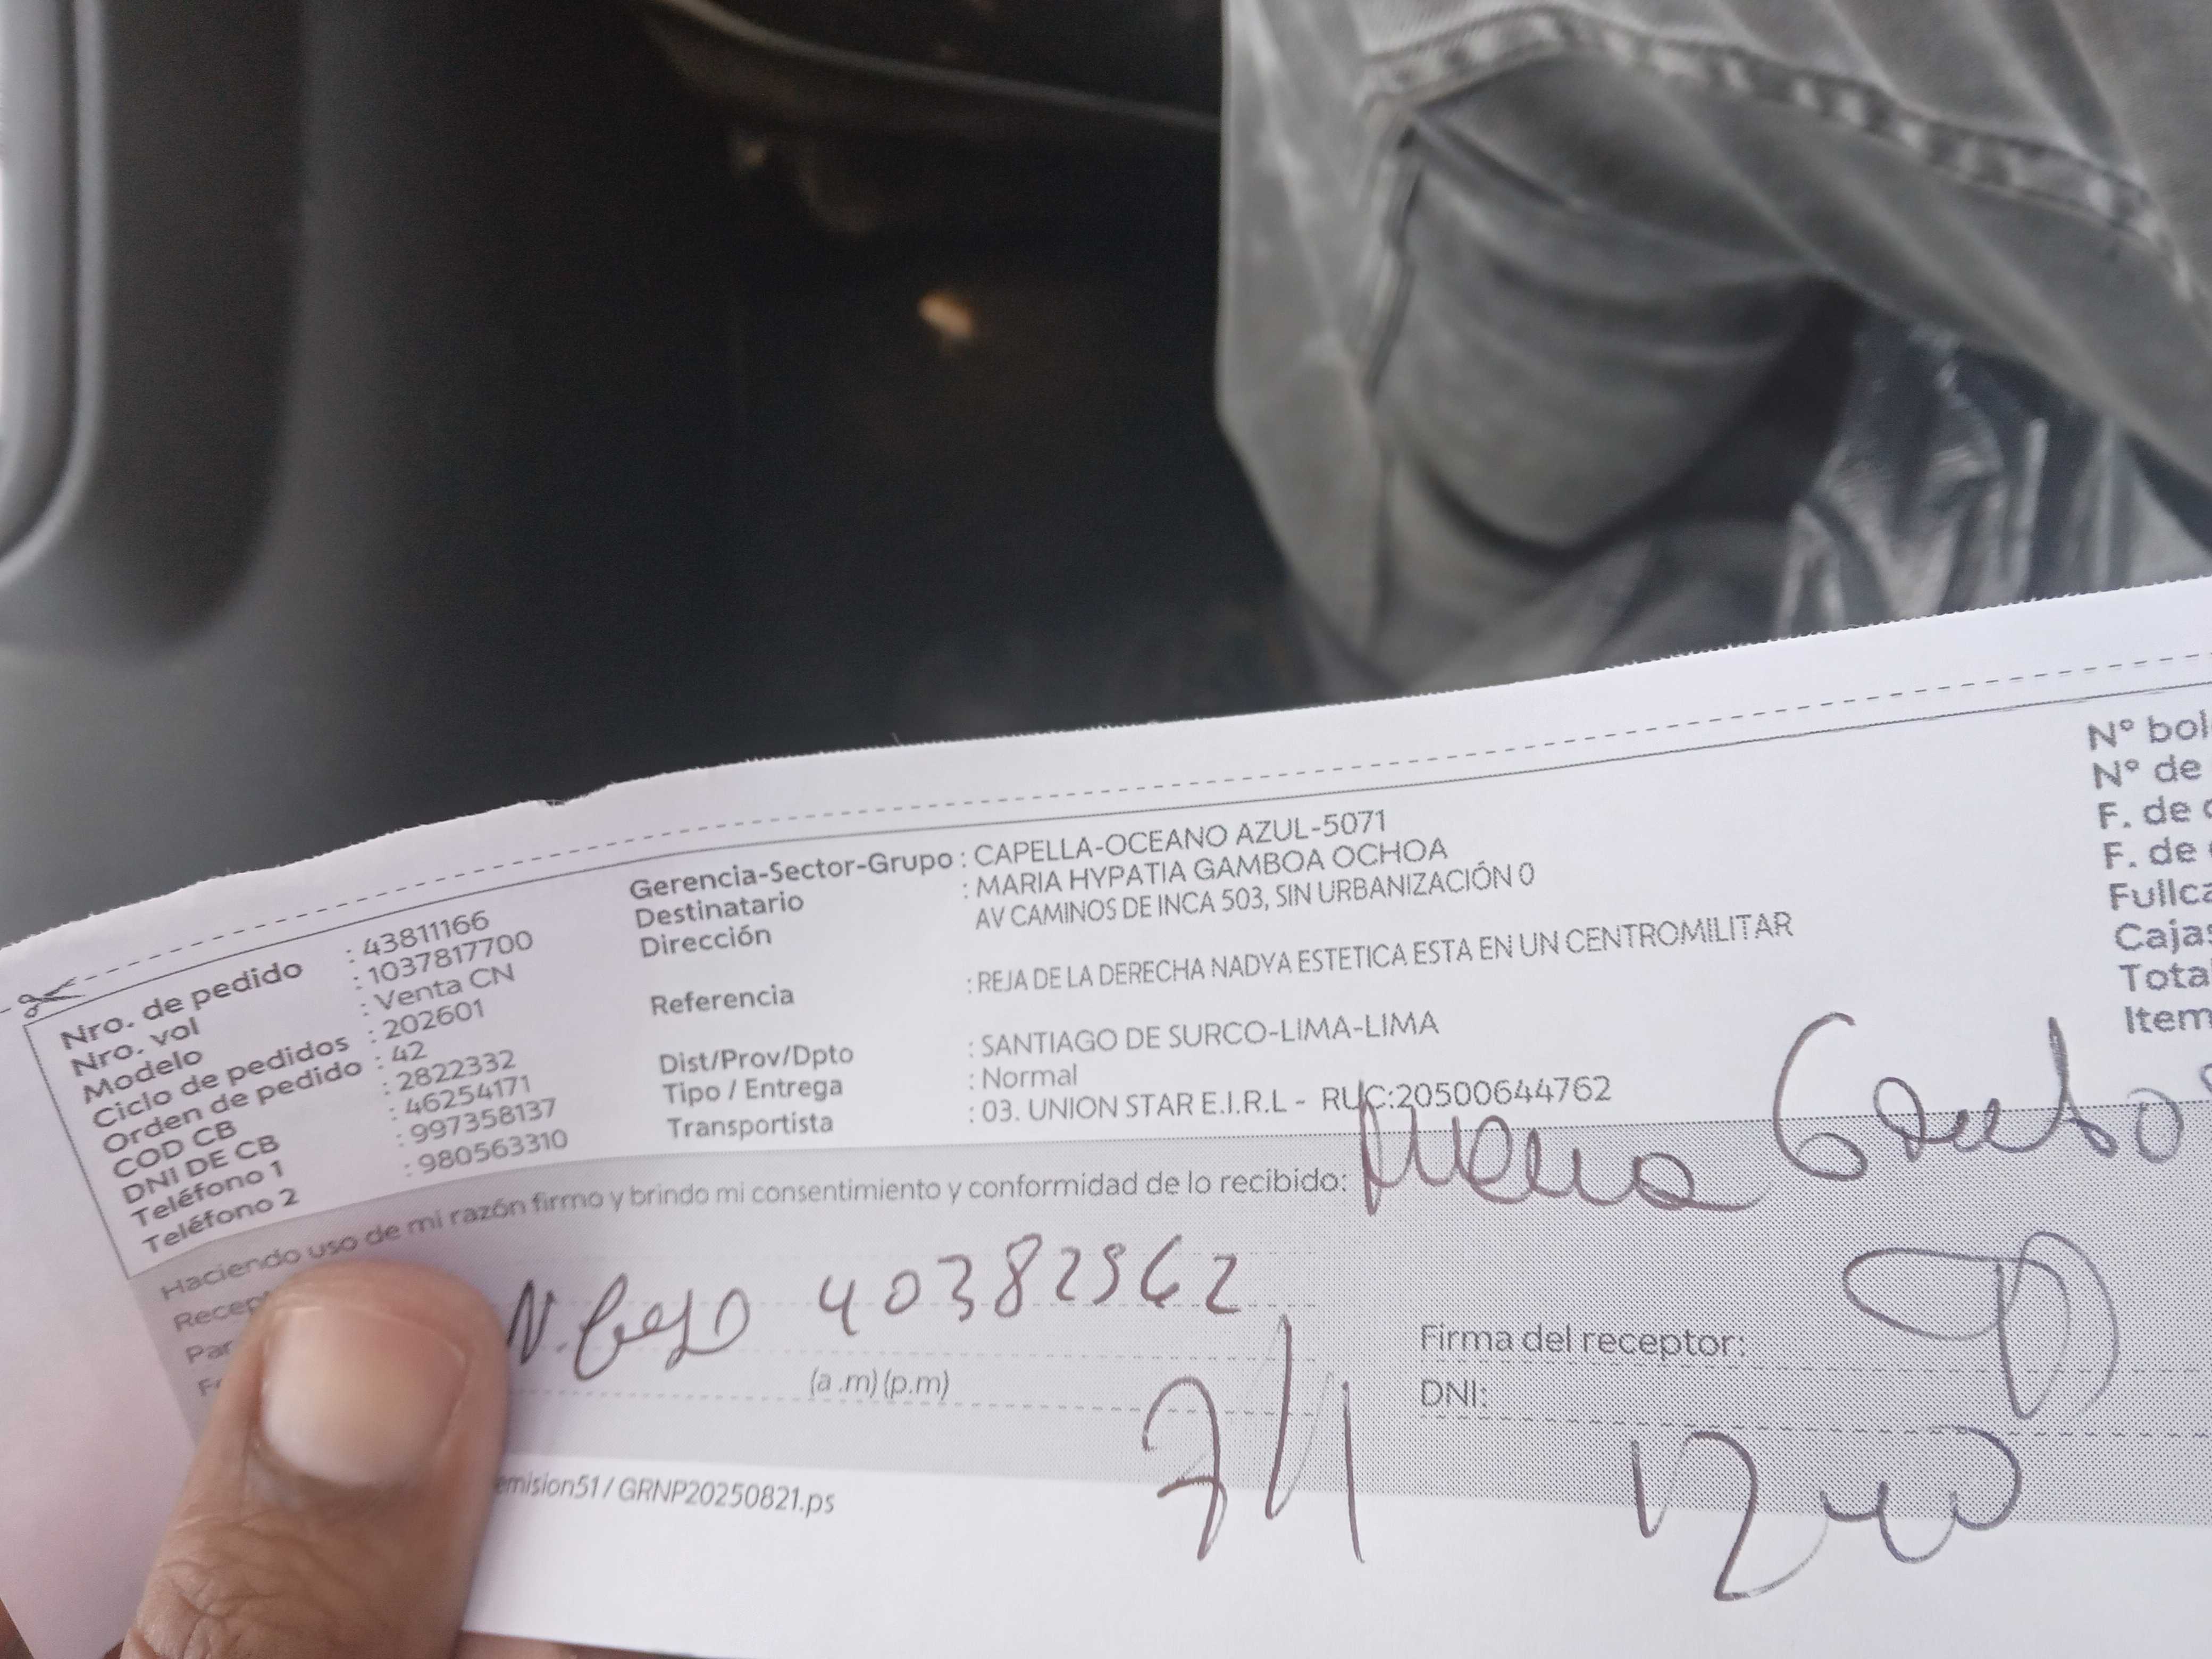 Nro. de pedido : 43811166
Nro. vol : 1037817700
Modelo : Venta CN
Ciclo de pedidos : 202601
Orden de pedido : 42
COD CB : 2822332
DNI DE CB : 46254171
Teléfono 1 : 997358137
Teléfono 2 : 980563310
Gerencia-Sector-Grupo : CAPELLA-OCEANO AZUL-5071
Destinatario : MARIA HYPATIA GAMBOA OCHOA
Dirección AV CAMINOS DE INCA 503, SIN URBANIZACIÓN 0
Referencia : REJA DE LA DERECHA NADYA ESTETICA ESTA EN UN CENTROMILITAR
Dist/Prov/Dpto : SANTIAGO DE SURCO-LIMA-LIMA
Tipo / Entrega : Normal
Transportista : 03. UNION STAR E.I.R.L - RUC:20500644762
Nº bol
Nº de
F. de
F. de
Fullca
Cajas
Tota
Item
Haciendo uso de mi razón firmo y brindo mi consentimiento y conformidad de lo recibido:
Recep
Par
N. 40382562
(a .m) (p.m)
Firma del receptor:
DNI:
emision51 / GRNP20250821.ps